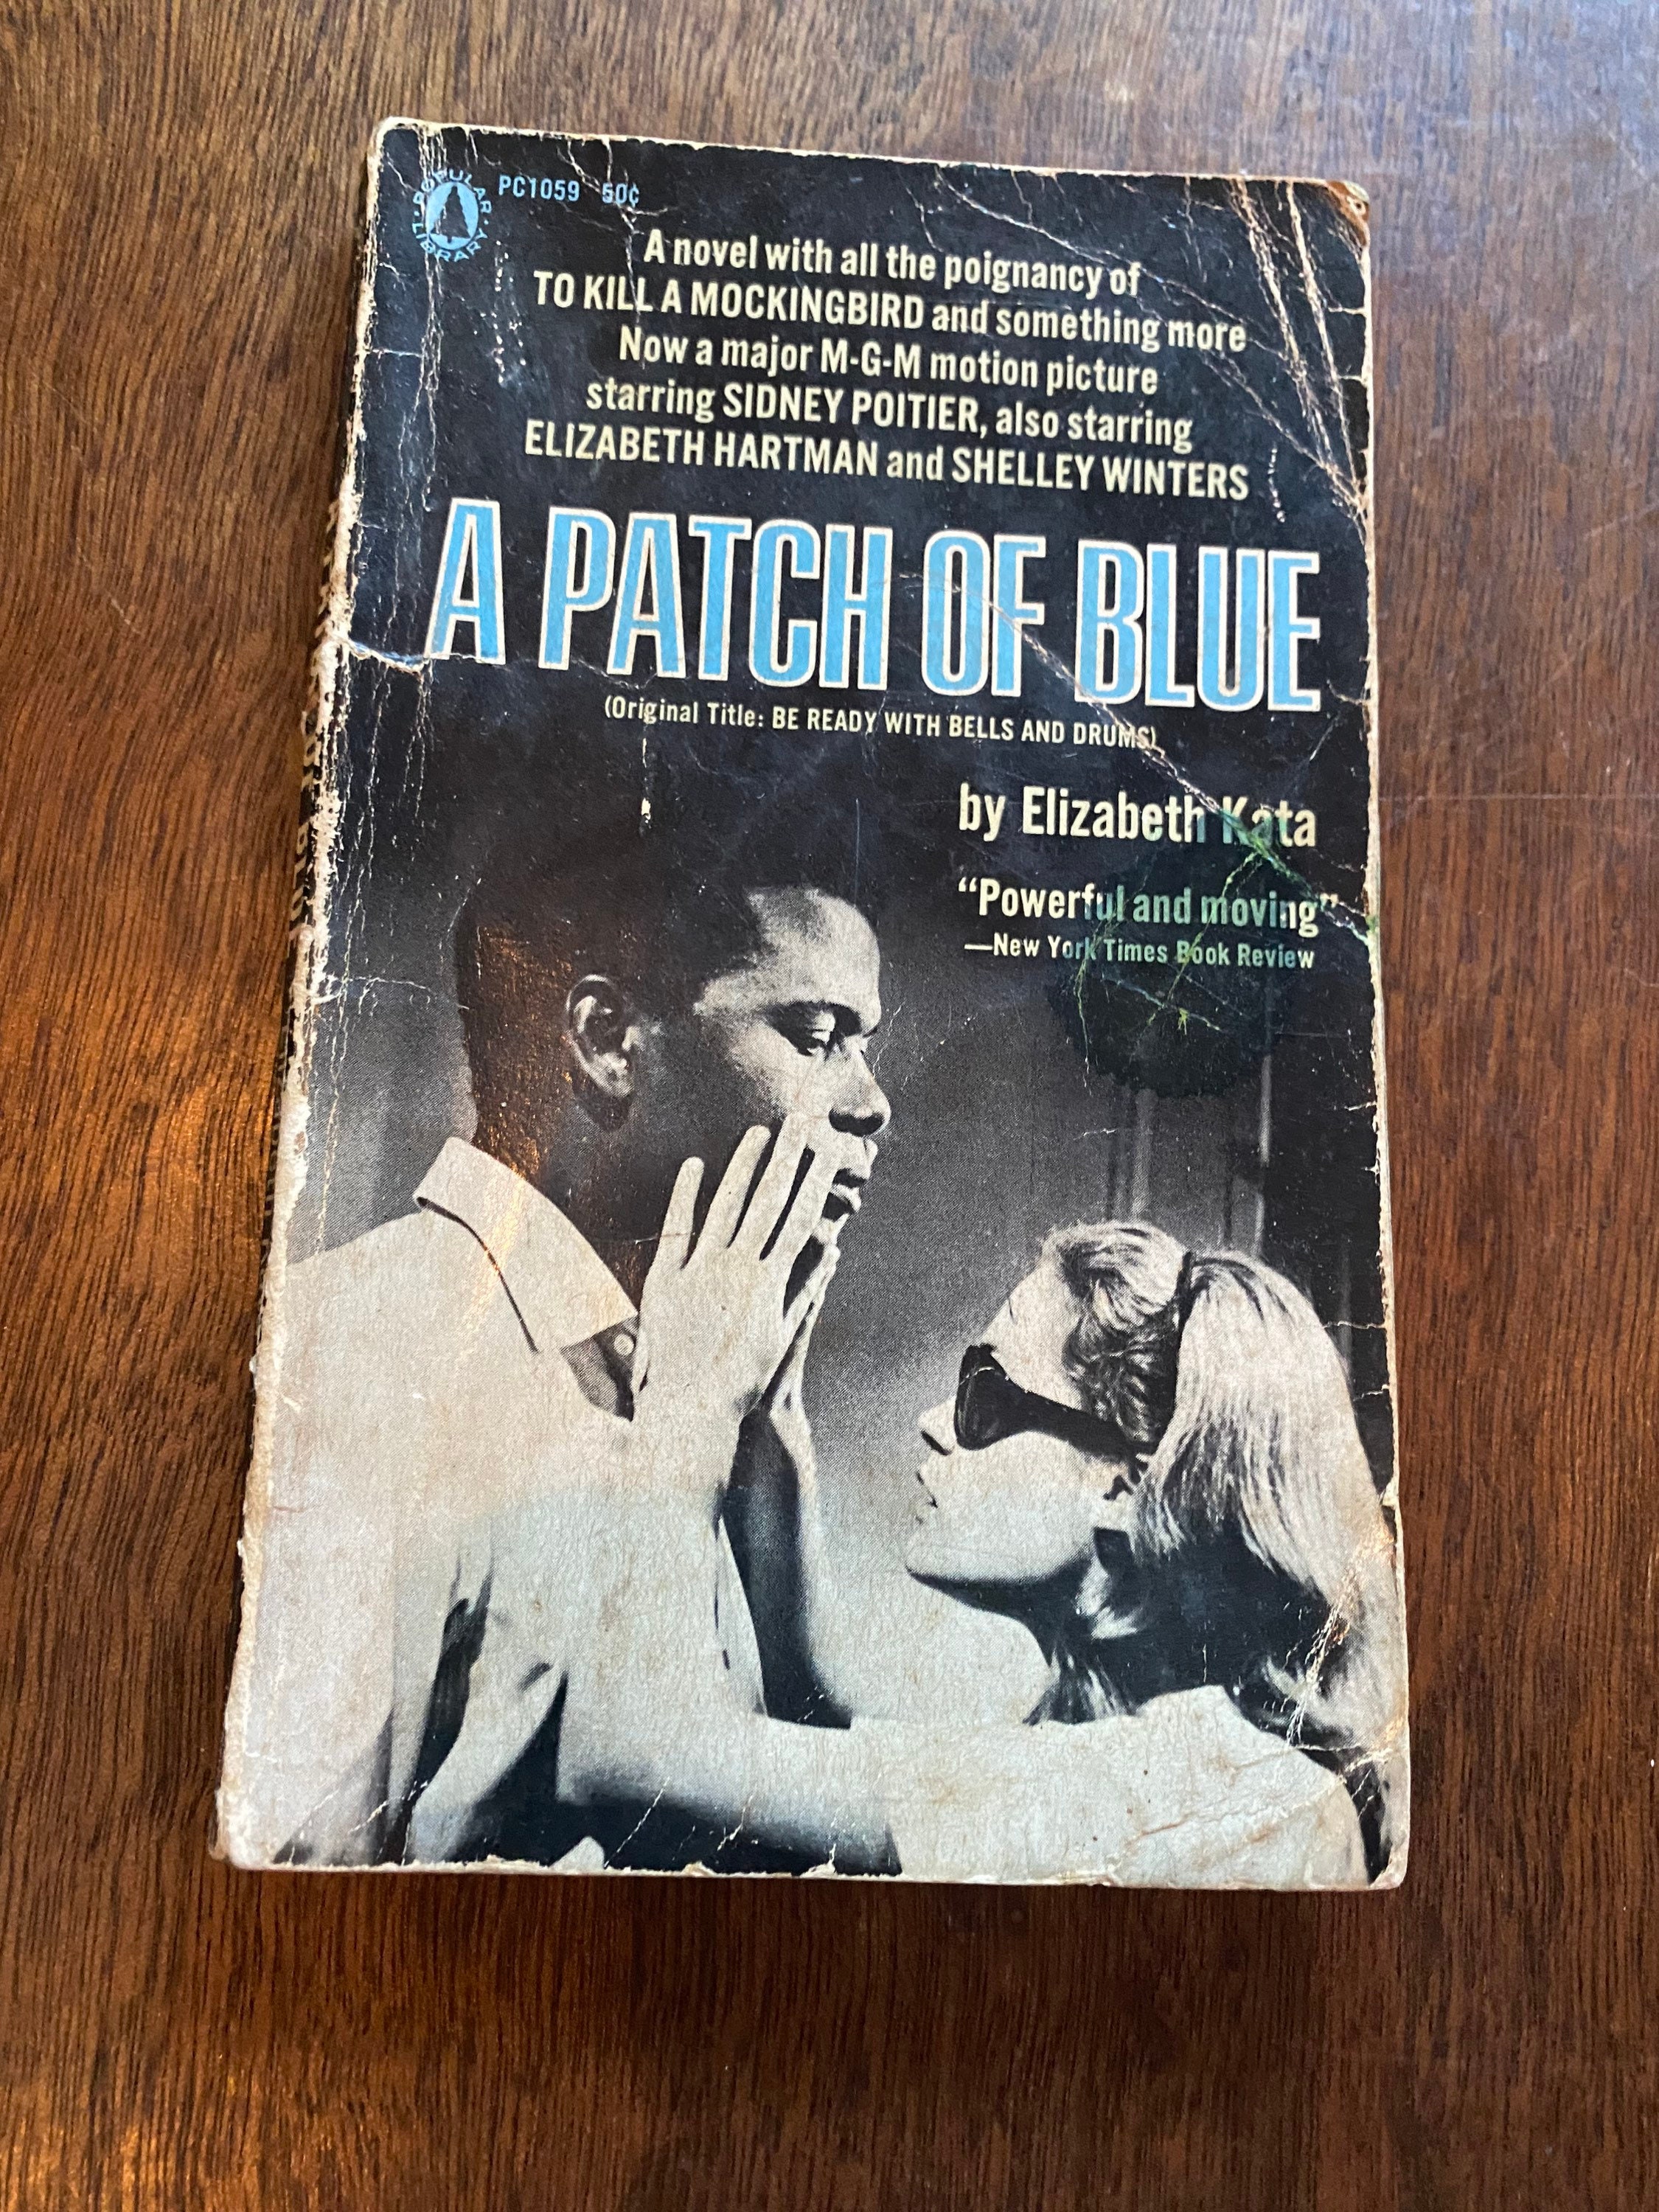 POPULAR LIBRARY
PC1059 50¢
A novel with all the poignancy of
TO KILL A MOCKINGBIRD and something more
Now a major M-G-M motion picture
starring SIDNEY POITIER, also starring
ELIZABETH HARTMAN and SHELLEY WINTERS
A PATCH OF BLUE
(Original Title: BE READY WITH BELLS AND DRUMS)
by Elizabeth Kata
“Powerful and moving”
—New York Times Book Review